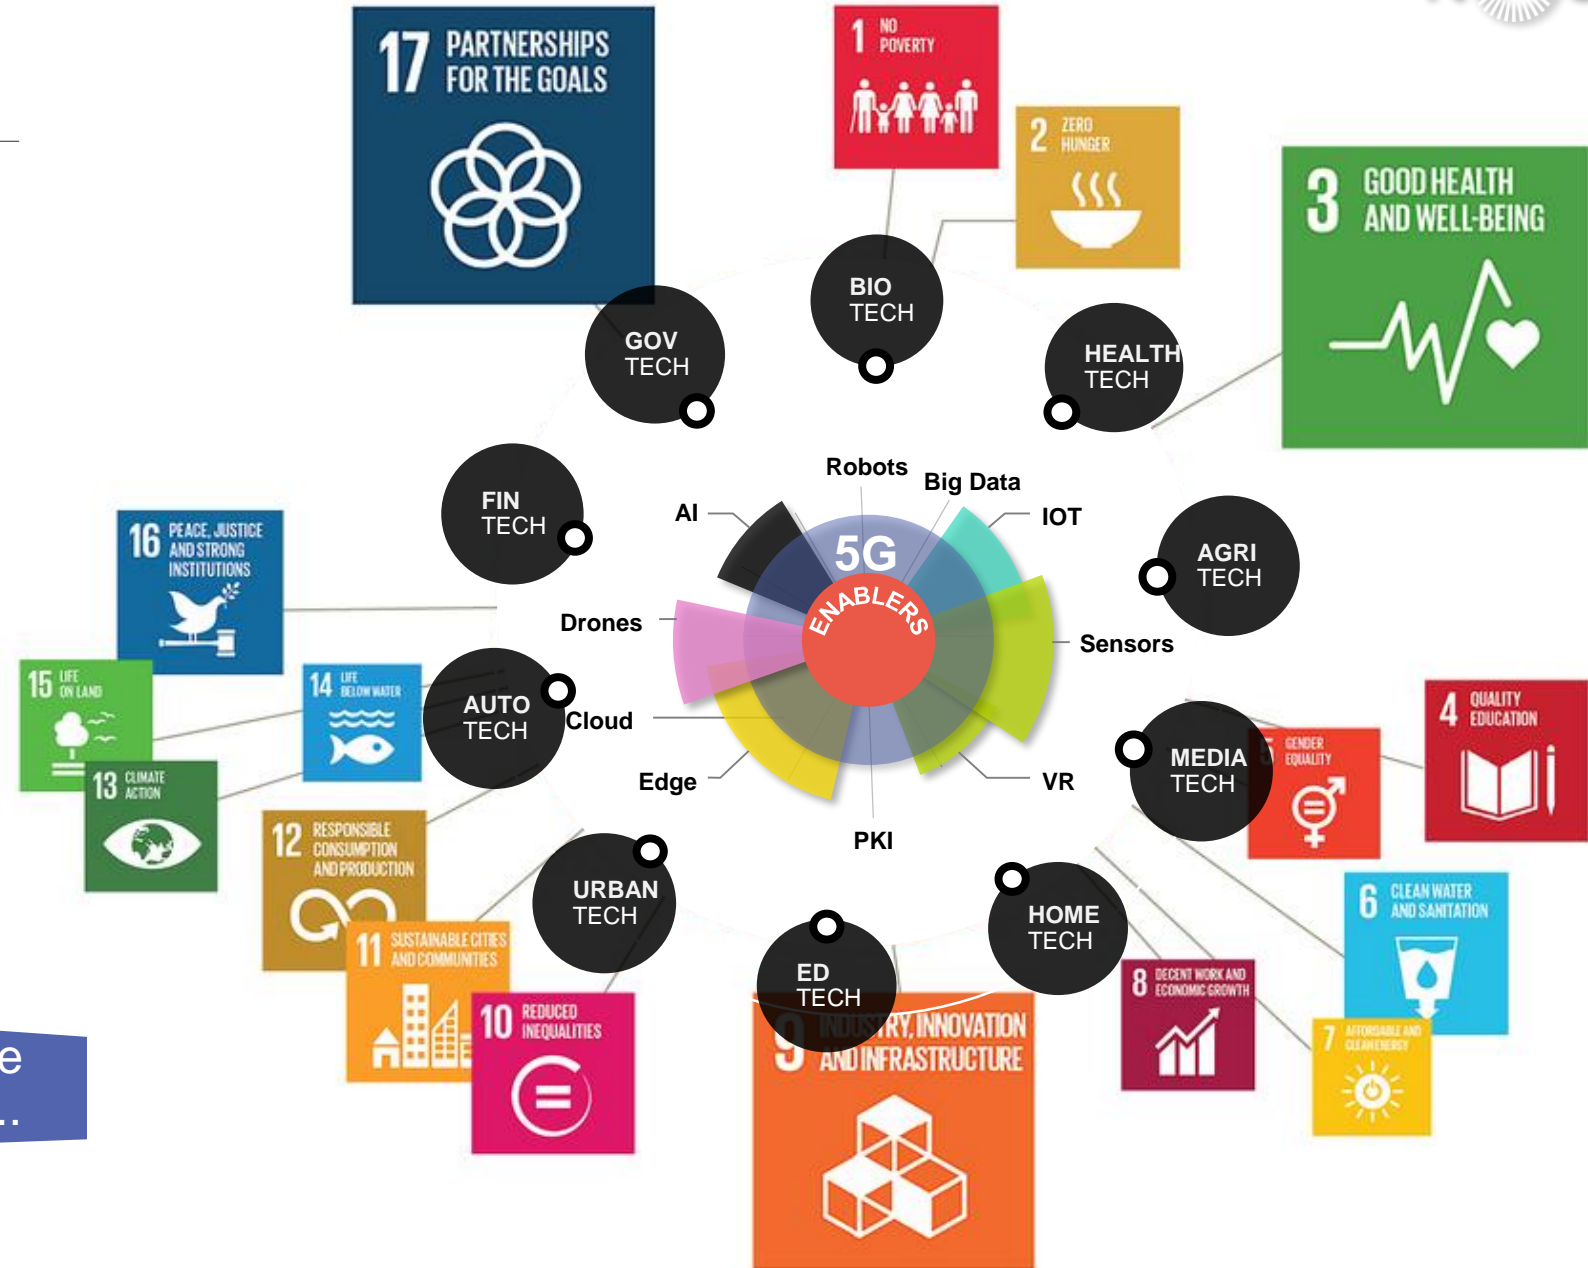 17 PARTNERSHIPS
FOR THE GOALS
1 NO
POVERTY
2 ZERO
HUNGER
3 GOOD HEALTH
AND WELL-BEING
BIO
TECH
GOV
TECH
HEALTH
TECH
FIN
TECH
Robots
Big Data
AI
IOT
5G
ENABLERS
AGRI
TECH
16 PEACE, JUSTICE
AND STRONG
INSTITUTIONS
Drones
Sensors
15 LIFE
ON LAND
14 LIFE
BELOW WATER
AUTO
TECH
Cloud
4 QUALITY
EDUCATION
5 GENDER
EQUALITY
MEDIA
TECH
13 CLIMATE
ACTION
Edge
VR
12 RESPONSIBLE
CONSUMPTION
AND PRODUCTION
PKI
URBAN
TECH
6 CLEAN WATER
AND SANITATION
HOME
TECH
11 SUSTAINABLE CITIES
AND COMMUNITIES
ED
TECH
8 DECENT WORK AND
ECONOMIC GROWTH
10 REDUCED
INEQUALITIES
9 INDUSTRY, INNOVATION
AND INFRASTRUCTURE
7 AFFORDABLE AND
CLEAN ENERGY
e
..